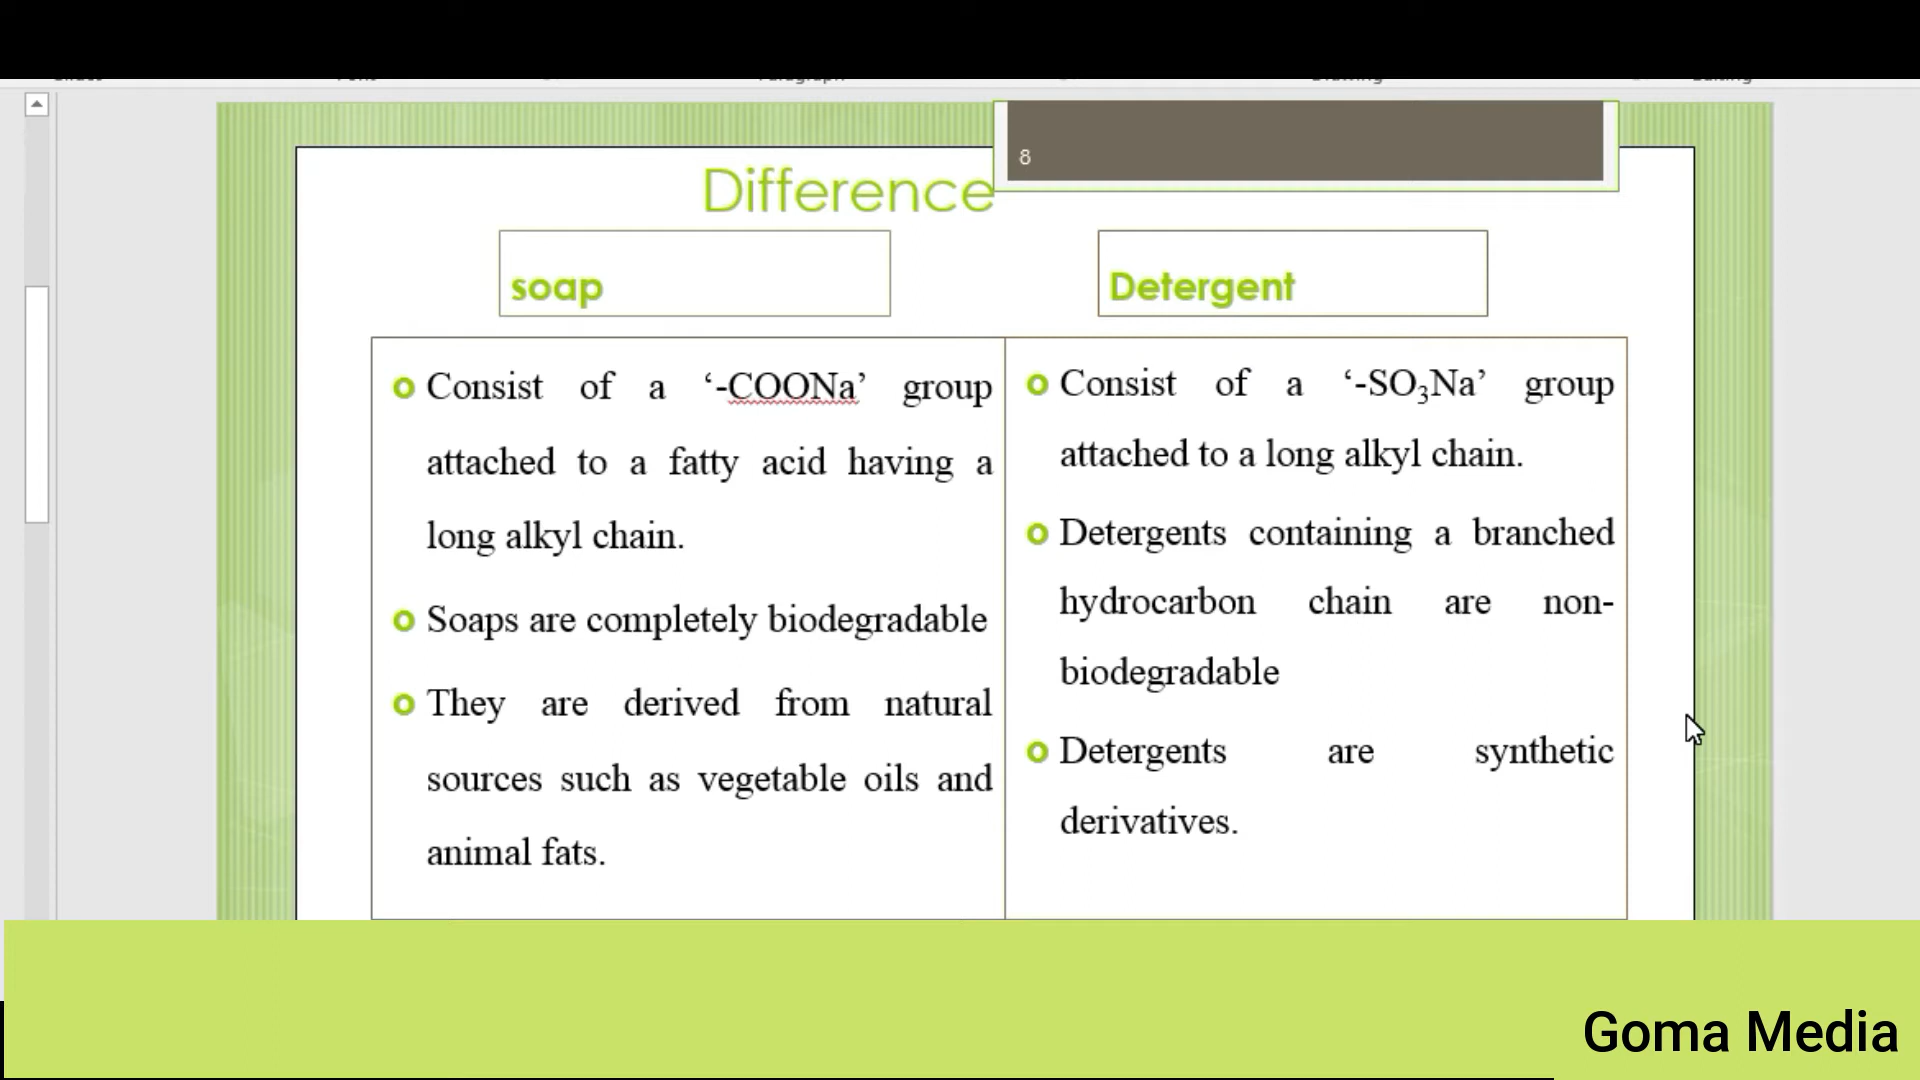 8
Difference
soap
Detergent
Consist of a ‘-COONa’ group
attached to a fatty acid having a
long alkyl chain.
Soaps are completely biodegradable
They are derived from natural
sources such as vegetable oils and
animal fats.
Consist of a ‘-SO₃Na’ group
attached to a long alkyl chain.
Detergents containing a branched
hydrocarbon chain are non-
biodegradable
Detergents are synthetic
derivatives.
Goma Media